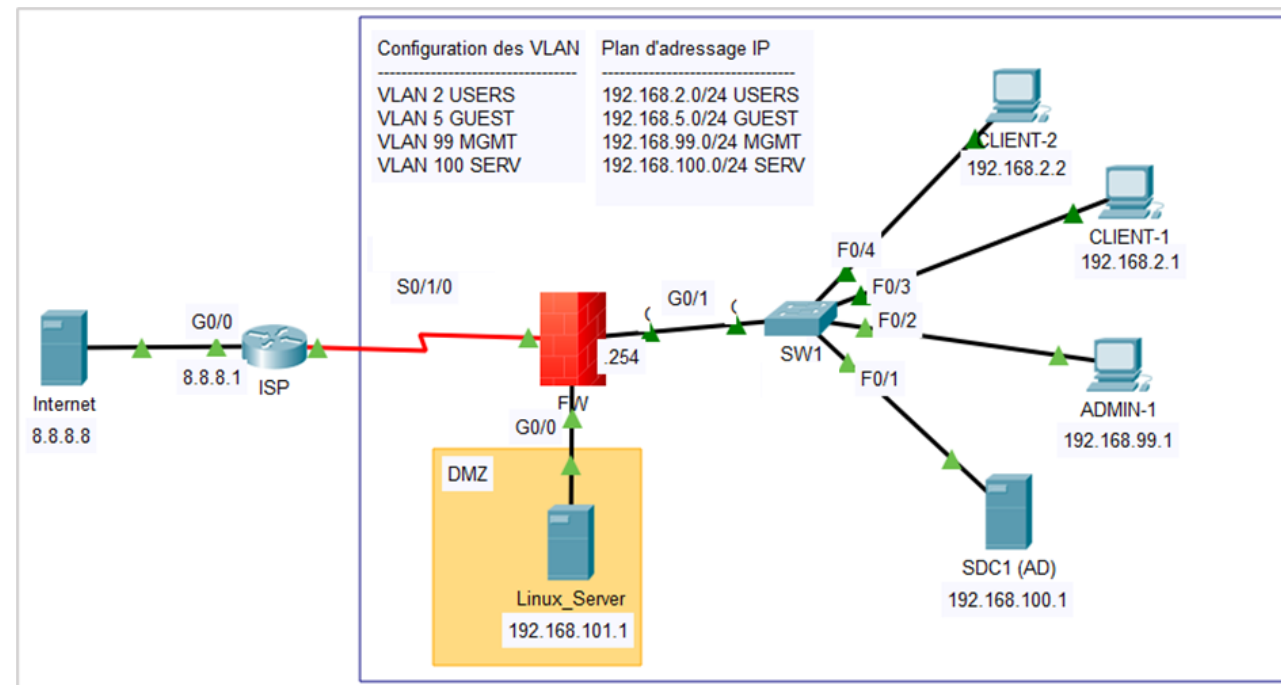 Configuration des VLAN
---------------------------------
VLAN 2 USERS
VLAN 5 GUEST
VLAN 99 MGMT
VLAN 100 SERV
Plan d'adressage IP
--------------------------------
192.168.2.0/24 USERS
192.168.5.0/24 GUEST
192.168.99.0/24 MGMT
192.168.100.0/24 SERV
CLIENT-2
192.168.2.2
CLIENT-1
192.168.2.1
F0/4
S0/1/0
G0/1
F0/3
G0/0
F0/2
SW1
.254
8.8.8.1
ISP
F0/1
Internet
8.8.8.8
FW
G0/0
ADMIN-1
192.168.99.1
DMZ
SDC1 (AD)
192.168.100.1
Linux_Server
192.168.101.1